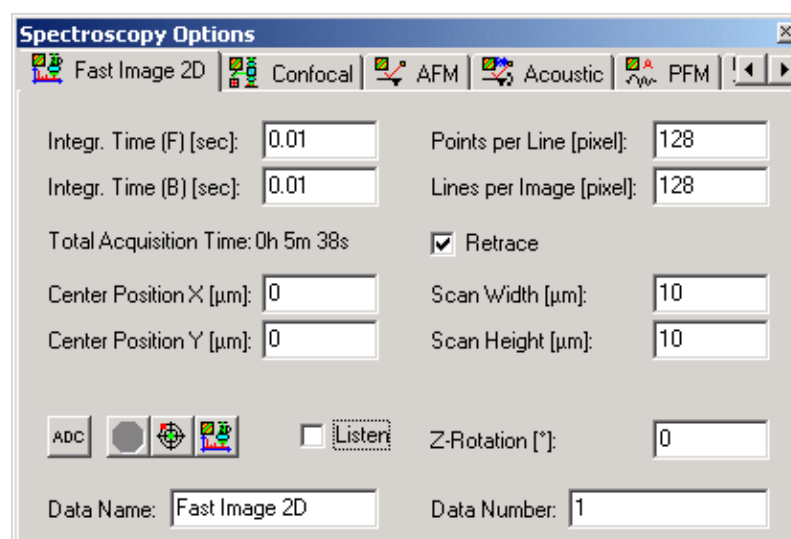 Spectroscopy Options
Fast Image 2D Confocal AFM Acoustic PFM
Integr. Time (F) [sec]: 0.01 Points per Line [pixel]: 128
Integr. Time (B) [sec]: 0.01 Lines per Image [pixel]: 128
Total Acquisition Time: 0h 5m 38s Retrace
Center Position X [µm]: 0 Scan Width [µm]: 10
Center Position Y [µm]: 0 Scan Height [µm]: 10
ADC Listen Z-Rotation [°]: 0
Data Name: Fast Image 2D Data Number: 1